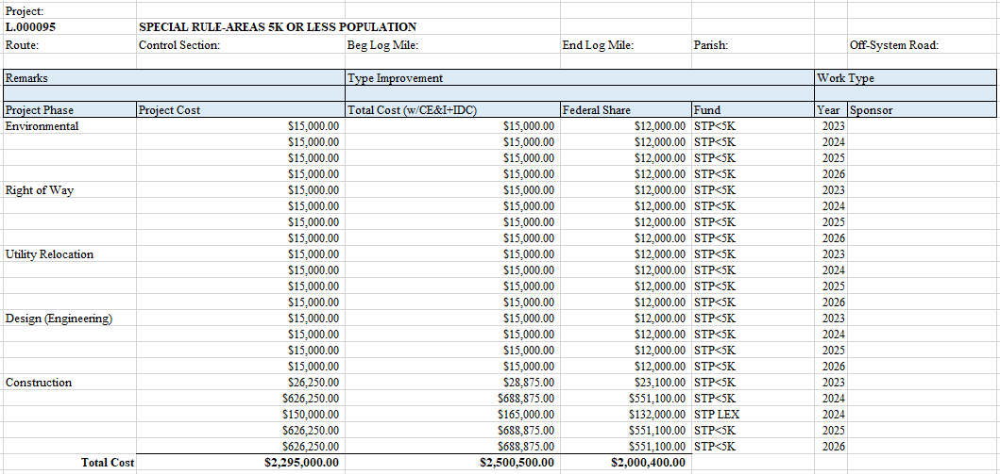 Project:
L.000095 SPECIAL RULE-AREAS 5K OR LESS POPULATION
Route: Control Section: Beg Log Mile: End Log Mile: Parish: Off-System Road:
Remarks Type Improvement Work Type
Project Phase Project Cost Total Cost (w/CE&I+IDC) Federal Share Fund Year Sponsor
Environmental $15,000.00 $15,000.00 $12,000.00 STP<5K 2023
$15,000.00 $15,000.00 $12,000.00 STP<5K 2024
$15,000.00 $15,000.00 $12,000.00 STP<5K 2025
$15,000.00 $15,000.00 $12,000.00 STP<5K 2026
Right of Way $15,000.00 $15,000.00 $12,000.00 STP<5K 2023
$15,000.00 $15,000.00 $12,000.00 STP<5K 2024
$15,000.00 $15,000.00 $12,000.00 STP<5K 2025
$15,000.00 $15,000.00 $12,000.00 STP<5K 2026
Utility Relocation $15,000.00 $15,000.00 $12,000.00 STP<5K 2023
$15,000.00 $15,000.00 $12,000.00 STP<5K 2024
$15,000.00 $15,000.00 $12,000.00 STP<5K 2025
$15,000.00 $15,000.00 $12,000.00 STP<5K 2026
Design (Engineering) $15,000.00 $15,000.00 $12,000.00 STP<5K 2023
$15,000.00 $15,000.00 $12,000.00 STP<5K 2024
$15,000.00 $15,000.00 $12,000.00 STP<5K 2025
$15,000.00 $15,000.00 $12,000.00 STP<5K 2026
Construction $26,250.00 $28,875.00 $23,100.00 STP<5K 2023
$626,250.00 $688,875.00 $551,100.00 STP<5K 2024
$150,000.00 $165,000.00 $132,000.00 STP LEX 2024
$626,250.00 $688,875.00 $551,100.00 STP<5K 2025
$626,250.00 $688,875.00 $551,100.00 STP<5K 2026
Total Cost $2,295,000.00 $2,500,500.00 $2,000,400.00